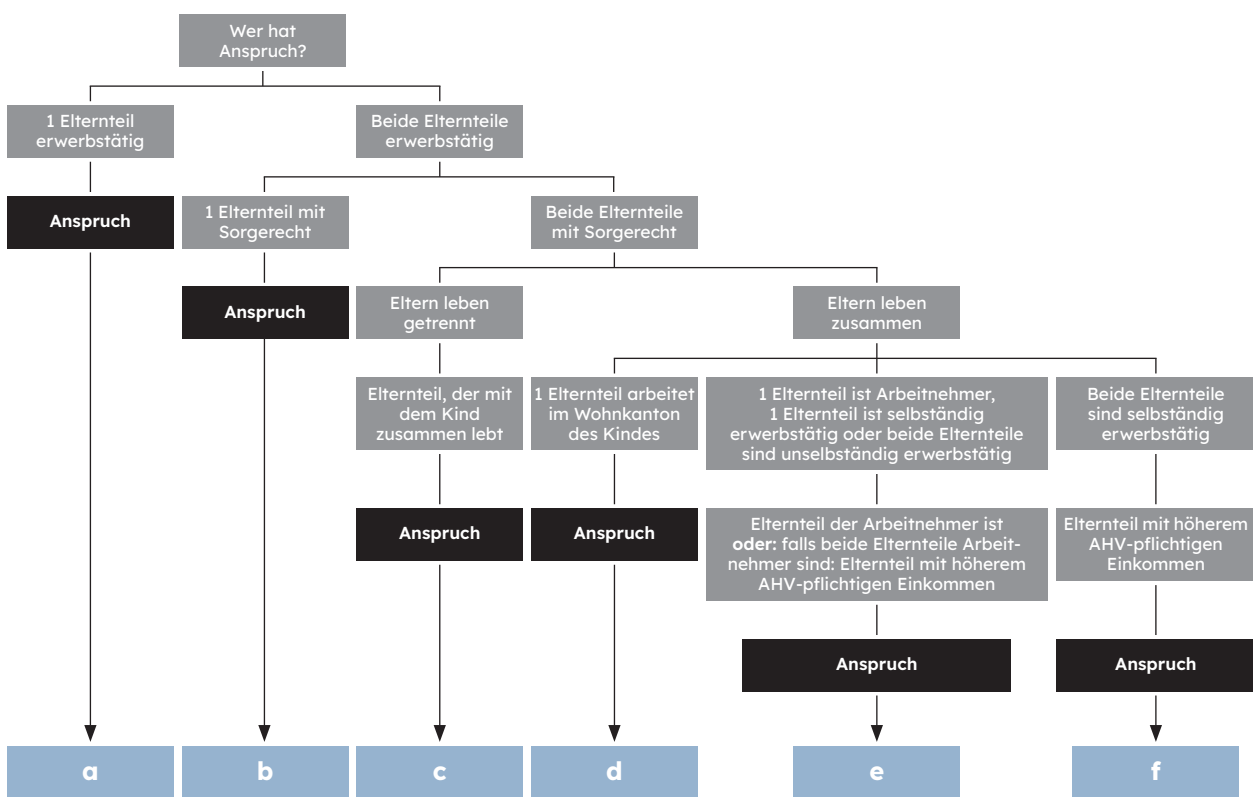 Wer hat
Anspruch?
1 Elternteil
erwerbstätig
Beide Elternteile
erwerbstätig
Anspruch
1 Elternteil mit
Sorgerecht
Beide Elternteile
mit Sorgerecht
Anspruch
Eltern leben
getrennt
Eltern leben
zusammen
Elternteil, der mit
dem Kind
zusammen lebt
1 Elternteil arbeitet
im Wohnkanton
des Kindes
1 Elternteil ist Arbeitnehmer,
1 Elternteil ist selbständig
erwerbstätig oder beide Elternteile
sind unselbständig erwerbstätig
Beide Elternteile
sind selbständig
erwerbstätig
Anspruch
Anspruch
Elternteil der Arbeitnehmer ist
oder: falls beide Elternteile Arbeit-
nehmer sind: Elternteil mit höherem
AHV-pflichtigen Einkommen
Elternteil mit höherem
AHV-pflichtigen
Einkommen
Anspruch
Anspruch
a
b
c
d
e
f